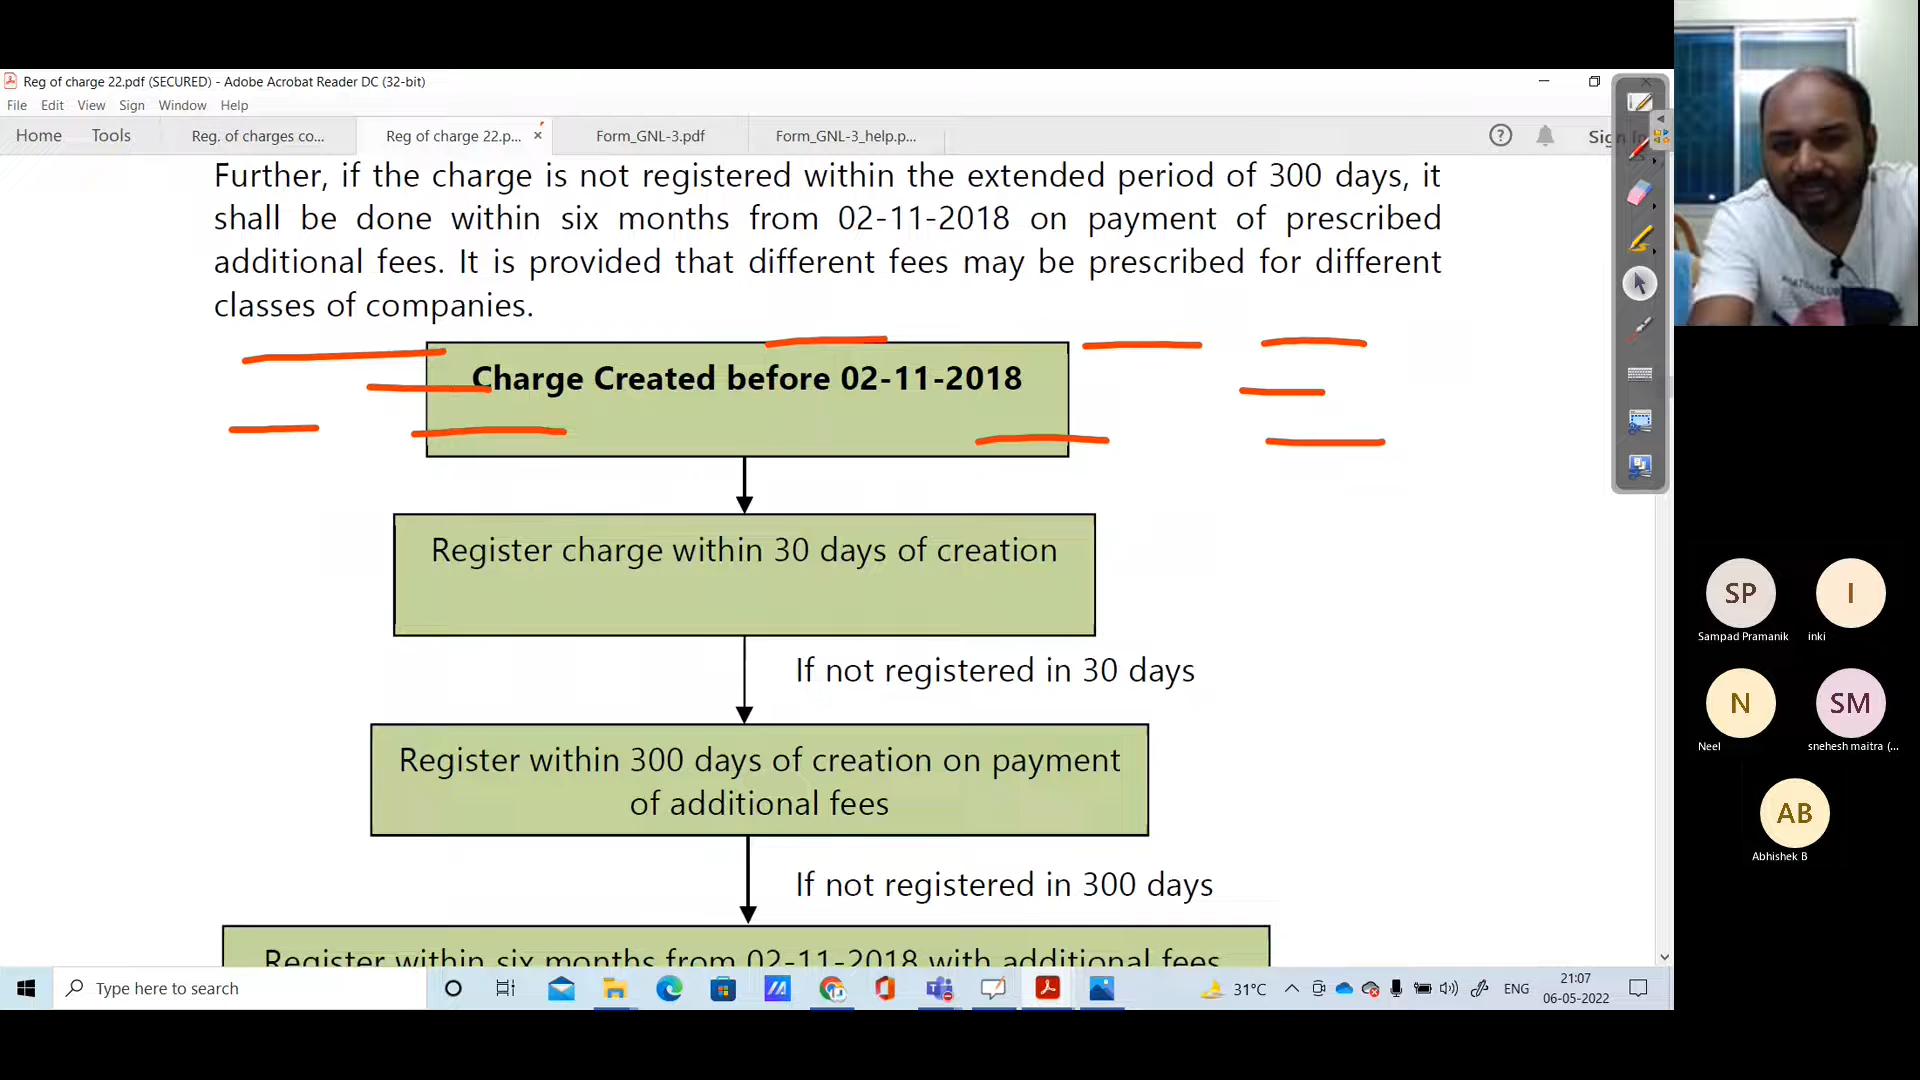 Reg of charge 22.pdf (SECURED) - Adobe Acrobat Reader DC (32-bit)
File Edit View Sign Window Help
Home Tools Reg. of charges co... Reg of charge 22.p... × Form_GNL-3.pdf Form_GNL-3_help.p... Sign In
Further, if the charge is not registered within the extended period of 300 days, it
shall be done within six months from 02-11-2018 on payment of prescribed
additional fees. It is provided that different fees may be prescribed for different
classes of companies.
Charge Created before 02-11-2018
Register charge within 30 days of creation
If not registered in 30 days
Register within 300 days of creation on payment
of additional fees
If not registered in 300 days
Register within six months from 02-11-2018 with additional fees
Type here to search
31°C
ENG
21:07
06-05-2022
SP
Sampad Pramanik
I
inki
N
Neel
SM
snehesh maitra (...
AB
Abhishek B